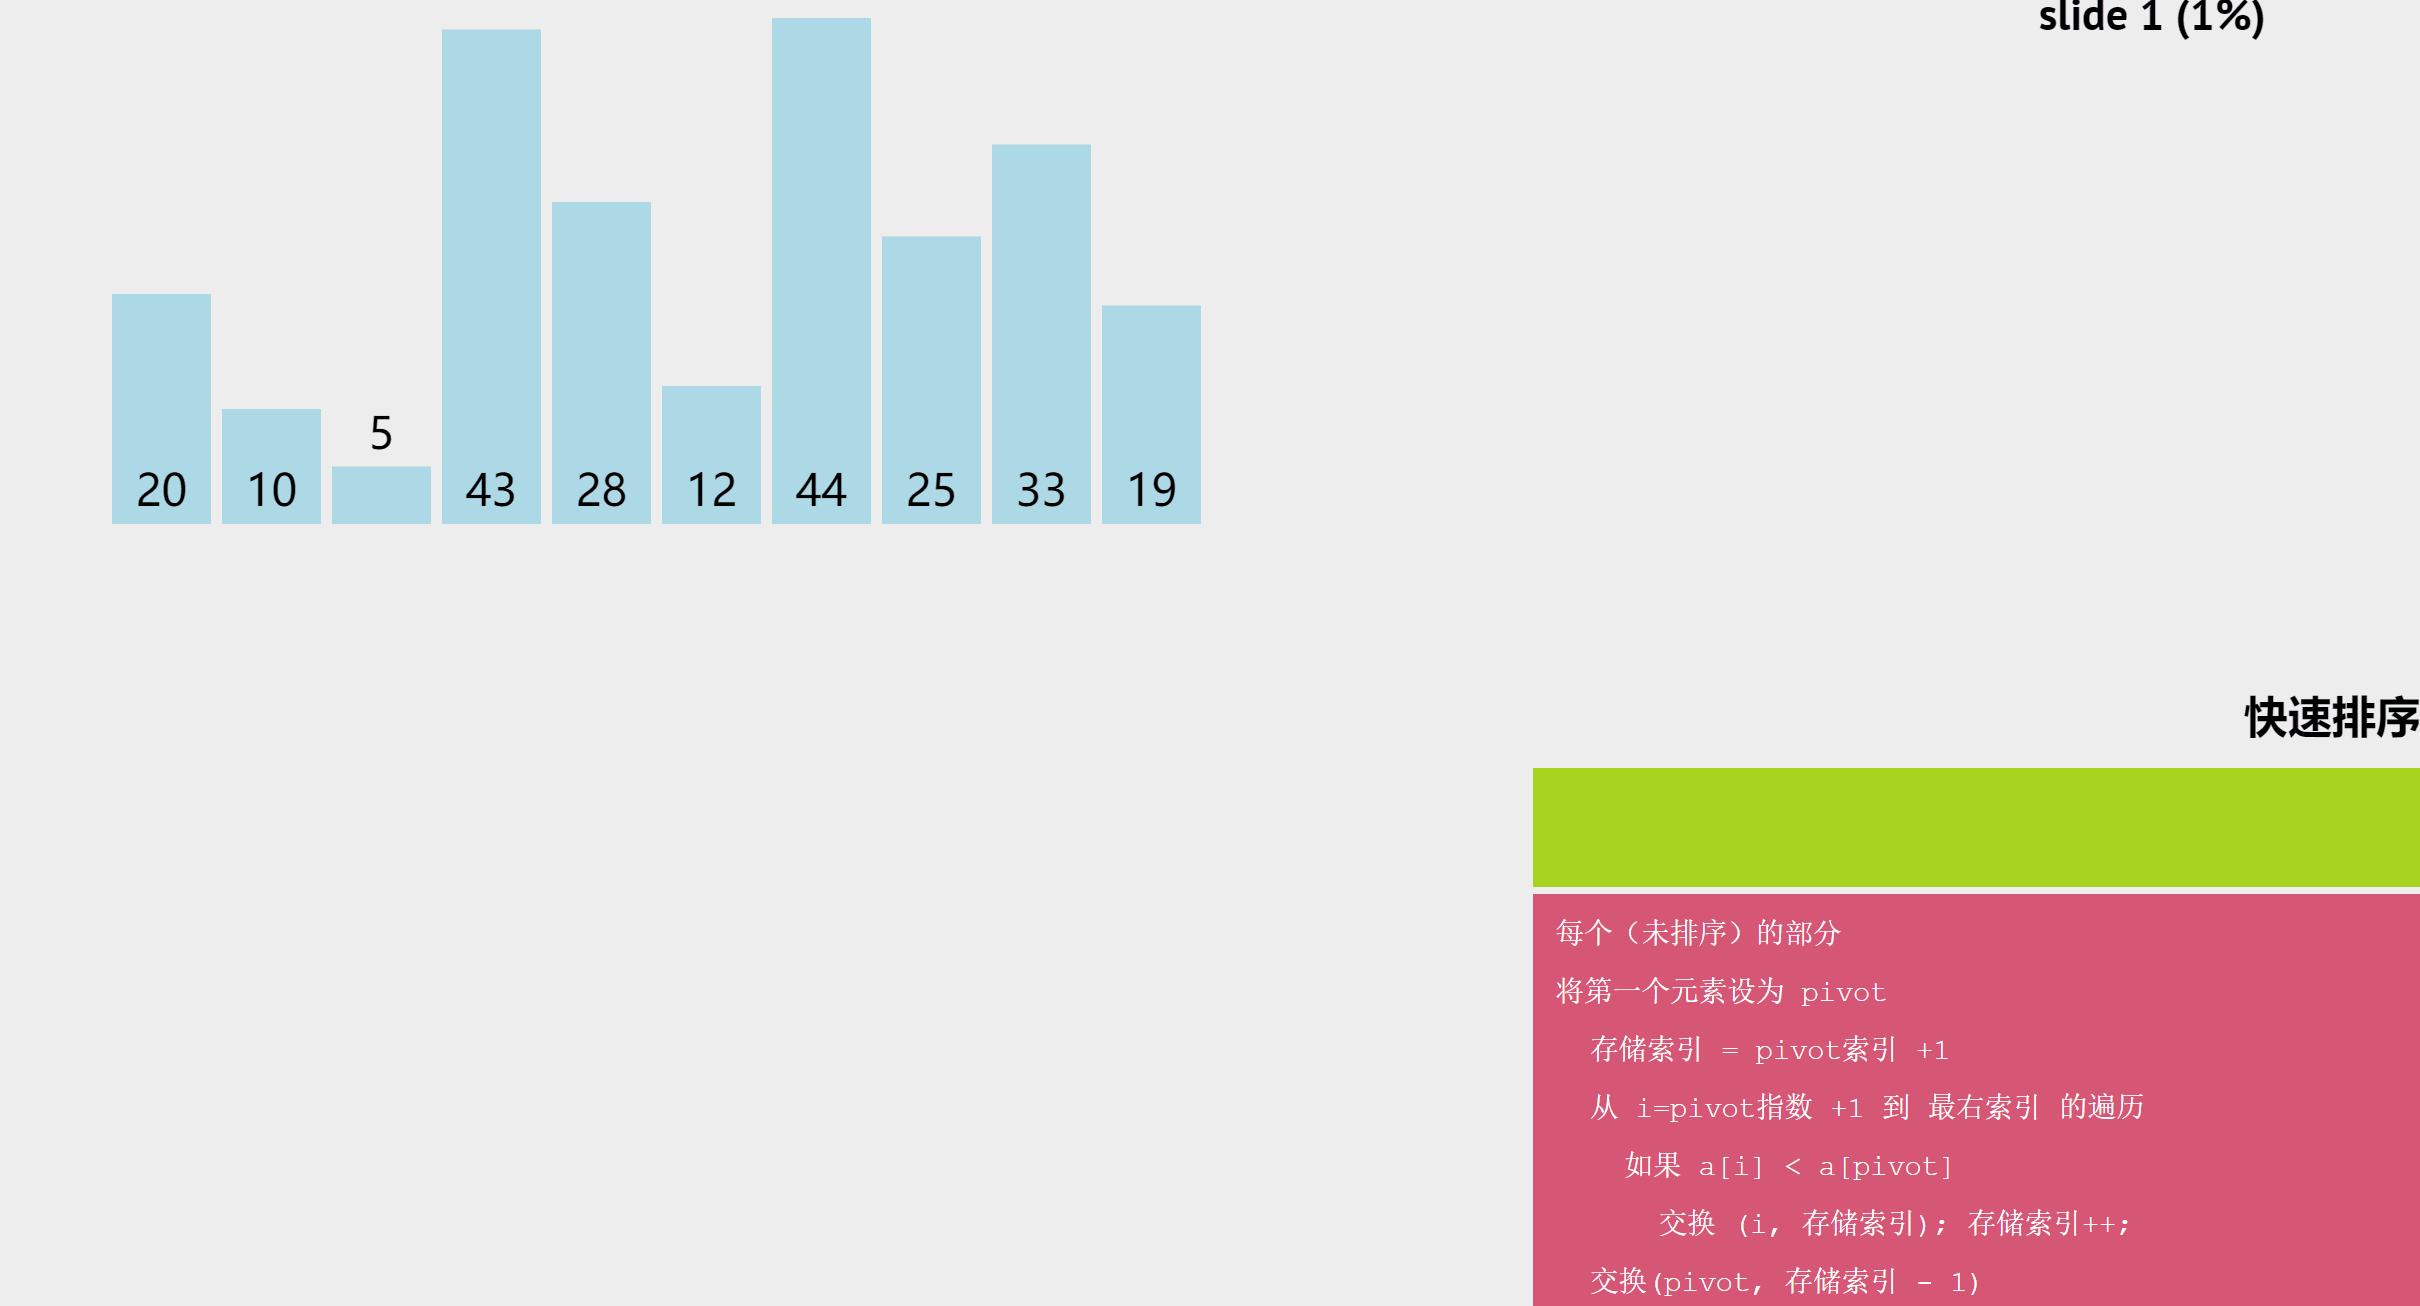 slide 1 (1%)
5
20 10 43 28 12 44 25 33 19
快速排序
每个（未排序）的部分
将第一个元素设为 pivot
存储索引 = pivot索引 +1
从 i=pivot指数 +1 到 最右索引 的遍历
如果 a[i] < a[pivot]
交换 (i, 存储索引); 存储索引++;
交换(pivot, 存储索引 - 1)